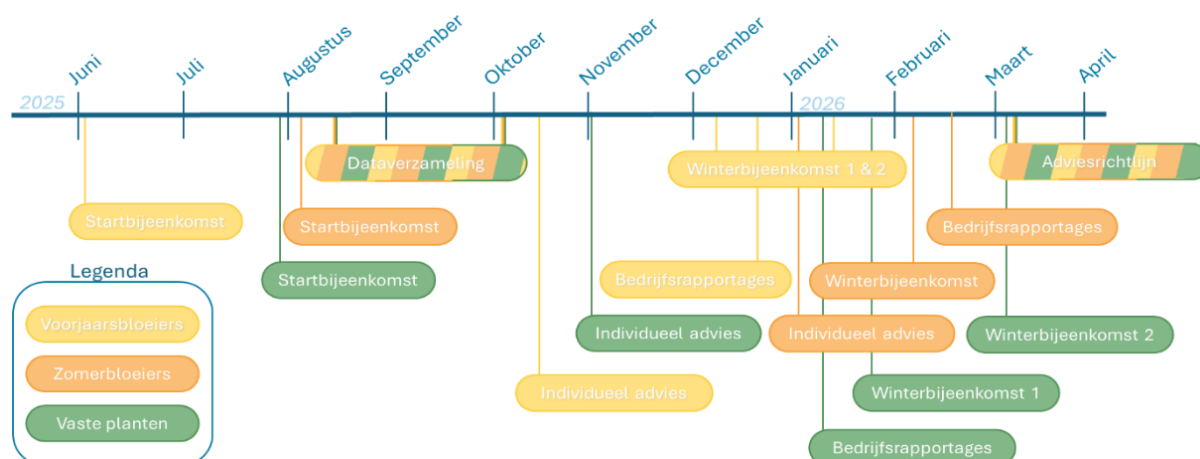 Juni
Juli
Augustus
September
Oktober
November
December
Januari
Februari
Maart
April
2025
2026
Dataverzameling
Winterbijeenkomst 1 & 2
Adviesrichtlijn
Startbijeenkomst
Startbijeenkomst
Bedrijfsrapportages
Startbijeenkomst
Bedrijfsrapportages
Winterbijeenkomst
Individueel advies
Individueel advies
Winterbijeenkomst 2
Individueel advies
Winterbijeenkomst 1
Bedrijfsrapportages
Legenda
Voorjaarsbloeiers
Zomerbloeiers
Vaste planten